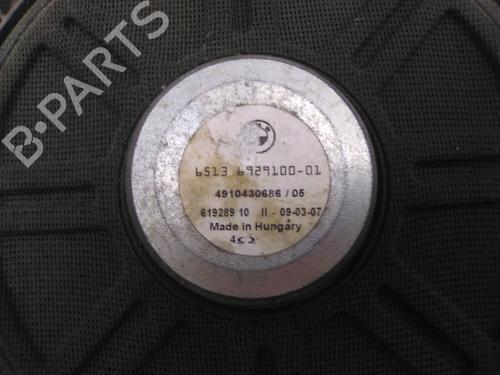 B-PARTS
6513 6929100-01
4910430686 / 05
619289 10 II - 09-03-07
Made in Hungary